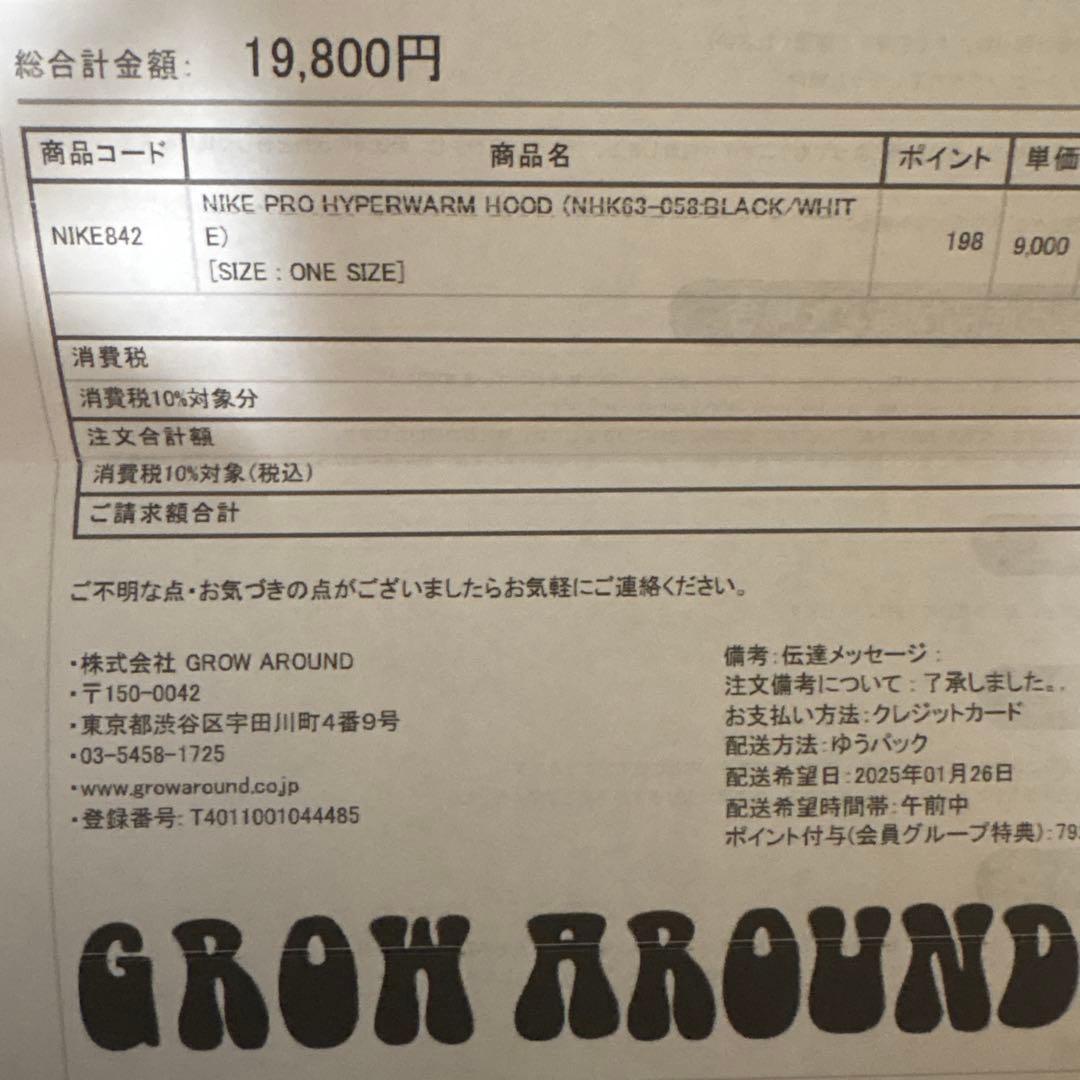 総合計金額: 19,800円
商品コード 商品名 ポイント 単価
NIKE842 NIKE PRO HYPERWARM HOOD (NHK63-058:BLACK/WHIT
E)
[SIZE : ONE SIZE] 198 9,000
消費税
消費税10%対象分
注文合計額
消費税10%対象(税込)
ご請求額合計
ご不明な点・お気づきの点がございましたらお気軽にご連絡ください。
・株式会社 GROW AROUND
・〒150-0042
・東京都渋谷区宇田川町4番9号
・03-5458-1725
・www.growaround.co.jp
・登録番号: T4011001044485
備考:伝達メッセージ :
注文備考について : 了承しました。.
お支払い方法:クレジットカード
配送方法:ゆうパック
配送希望日:2025年01月26日
配送希望時間帯:午前中
ポイント付与(会員グループ特典):79
GROW AROUND